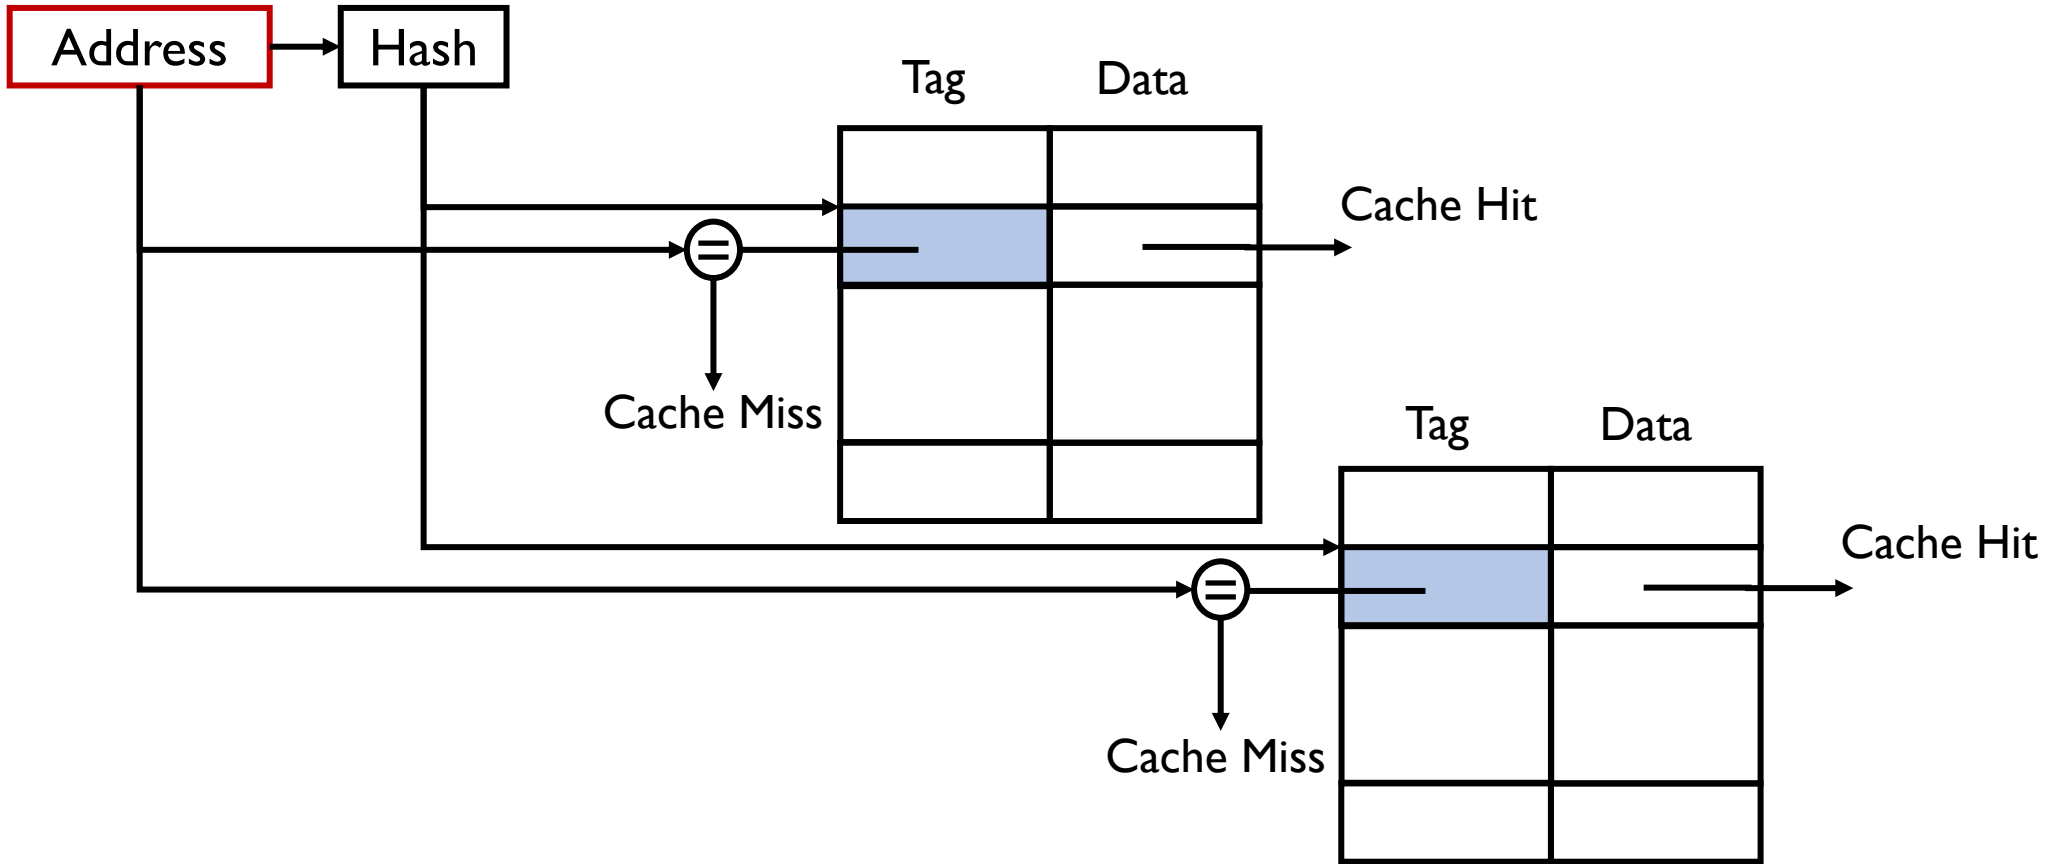 Address
Hash
Tag
Data
Cache Hit
=
Cache Miss
Tag
Data
Cache Hit
=
Cache Miss